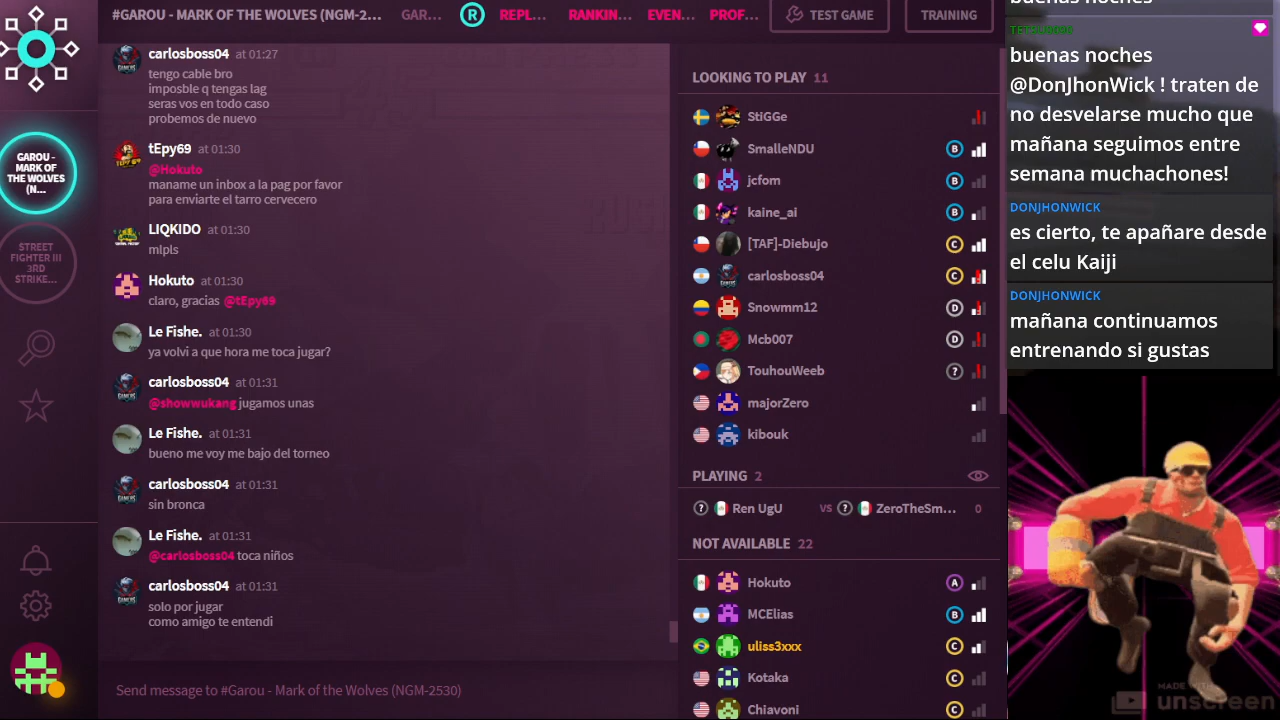 #GAROU - MARK OF THE WOLVES (NGM-2...
GAR...
R
REPL...
RANKIN...
EVEN...
PROF...
TEST GAME
TRAINING
GAROU -
MARK OF
THE WOLVES
(N...
STREET
FIGHTER III
3RD
STRIKE...
carlosboss04 at 01:27
tengo cable bro
imposble q tengas lag
seras vos en todo caso
probemos de nuevo
tEpy69 at 01:30
@Hokuto
maname un inbox a la pag por favor
para enviarte el tarro cervecero
LIQKIDO at 01:30
mlpls
Hokuto at 01:30
claro, gracias @tEpy69
Le Fishe. at 01:30
ya volvi a que hora me toca jugar?
carlosboss04 at 01:31
@showwukang jugamos unas
Le Fishe. at 01:31
bueno me voy me bajo del torneo
carlosboss04 at 01:31
sin bronca
Le Fishe. at 01:31
@carlosboss04 toca niños
carlosboss04 at 01:31
solo por jugar
como amigo te entendi
Send message to #Garou - Mark of the Wolves (NGM-2530)
LOOKING TO PLAY 11
StIGGe
SmalleNDU B
jcfom B
kaine_ai B
[TAF]-Diebujo C
carlosboss04 C
Snowmm12 D
Mcb007 D
TouhouWeeb ?
majorZero
kibouk
PLAYING 2
? Ren UgU VS ? ZeroTheSm... 0
NOT AVAILABLE 22
Hokuto A
MCElias B
uliss3xxx C
Kotaka C
Chiavoni C
buenas noches
buenas noches
@DonJhonWick ! traten de
no desvelarse mucho que
mañana seguimos entre
semana muchachones!
DONJHONWICK
es cierto, te apañare desde
el celu Kaiji
DONJHONWICK
mañana continuamos
entrenando si gustas
MADE WITH
unscreen